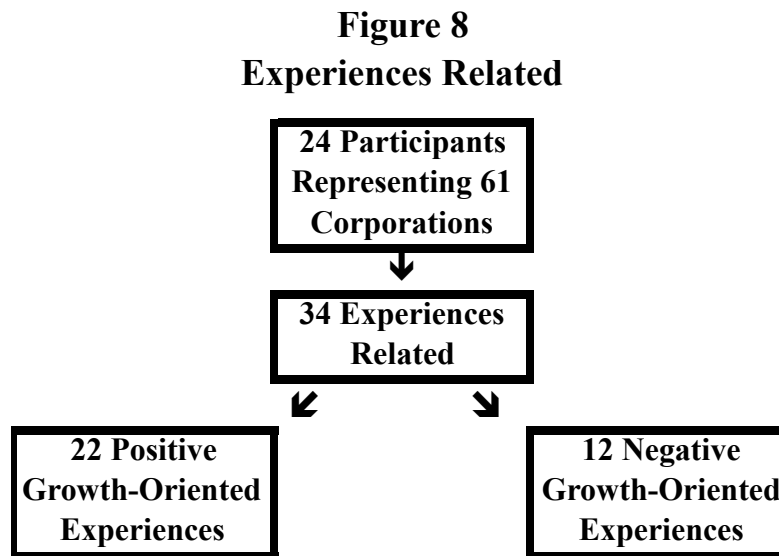 Figure 8
Experiences Related
24 Participants
Representing 61
Corporations
34 Experiences
Related
22 Positive
Growth-Oriented
Experiences
12 Negative
Growth-Oriented
Experiences